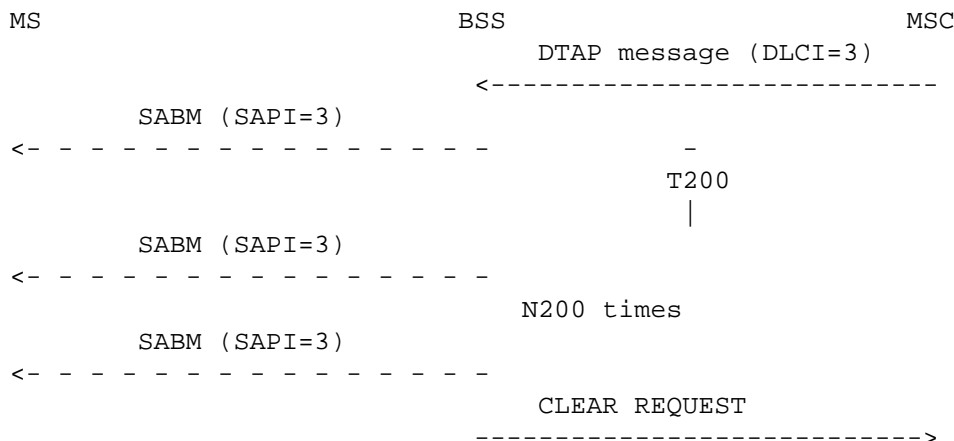 MS BSS MSC
DTAP message (DLCI=3)
<----------------------------
SABM (SAPI=3)
<- - - - - - - - - - - - - - - -
T200
|
SABM (SAPI=3)
<- - - - - - - - - - - - - - -
N200 times
SABM (SAPI=3)
<- - - - - - - - - - - - - - -
CLEAR REQUEST
---------------------------->